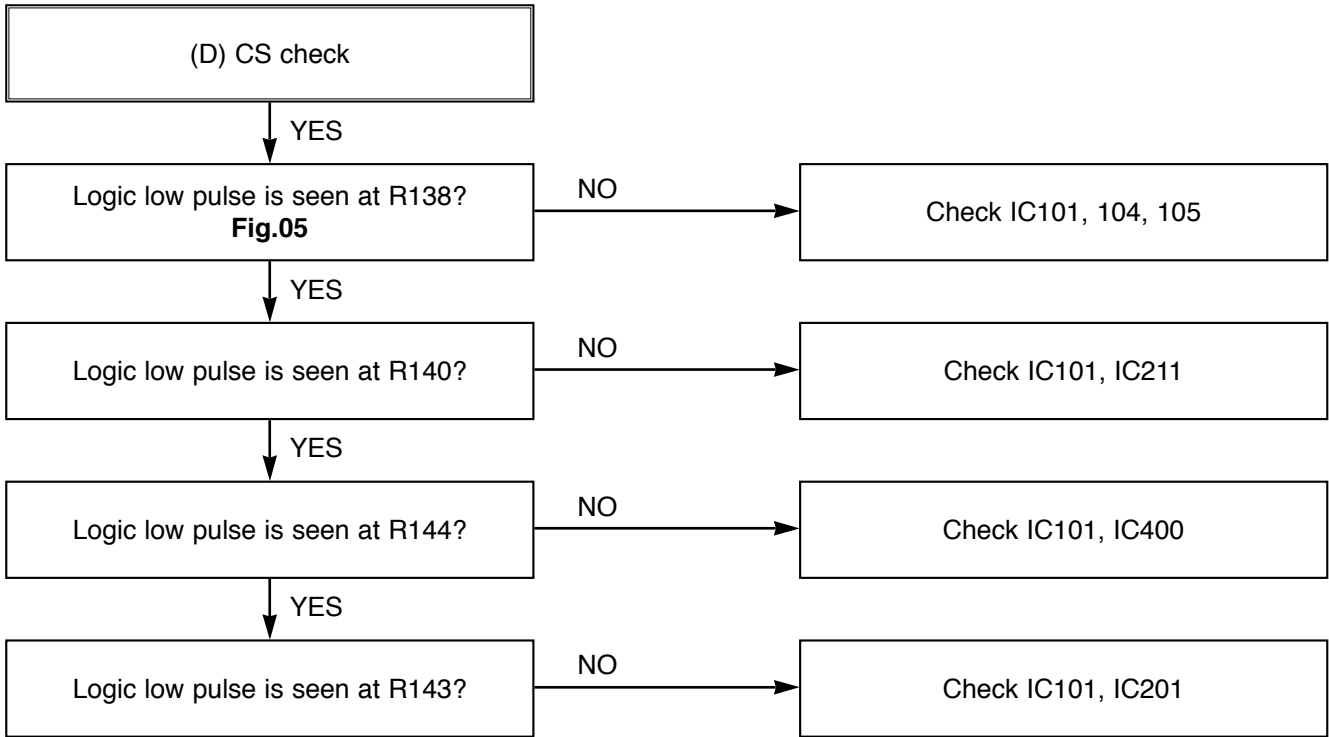 (D) CS check
YES
Logic low pulse is seen at R138?
Fig.05
NO
Check IC101, 104, 105
YES
Logic low pulse is seen at R140?
NO
Check IC101, IC211
YES
Logic low pulse is seen at R144?
NO
Check IC101, IC400
YES
Logic low pulse is seen at R143?
NO
Check IC101, IC201